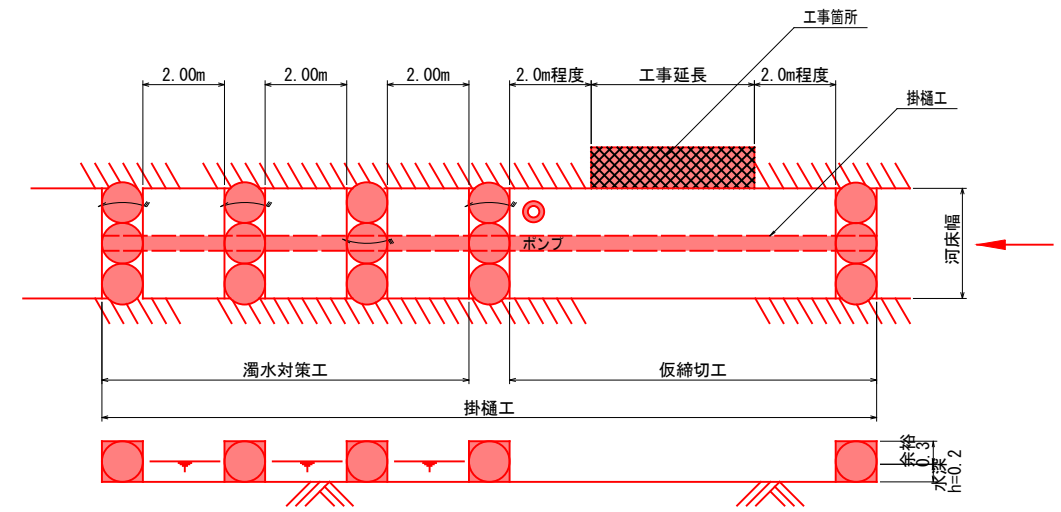 工事箇所
2.00m
2.00m
2.00m
2.0m程度
工事延長
2.0m程度
掛樋工
ポンプ
河床幅
濁水対策工
仮締切工
掛樋工
余裕
0.3
水深
h=0.2